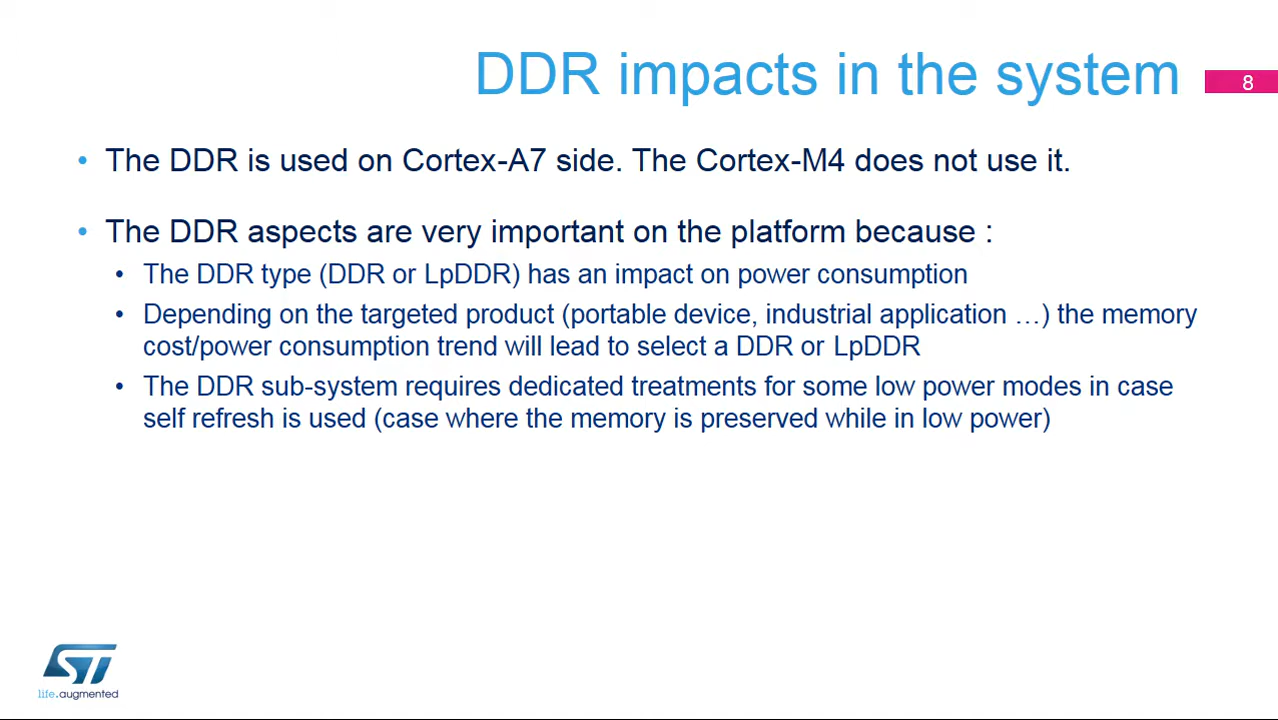 DDR impacts in the system
8
• The DDR is used on Cortex-A7 side. The Cortex-M4 does not use it.
• The DDR aspects are very important on the platform because :
• The DDR type (DDR or LpDDR) has an impact on power consumption
• Depending on the targeted product (portable device, industrial application …) the memory
cost/power consumption trend will lead to select a DDR or LpDDR
• The DDR sub-system requires dedicated treatments for some low power modes in case
self refresh is used (case where the memory is preserved while in low power)
ST
life.augmented